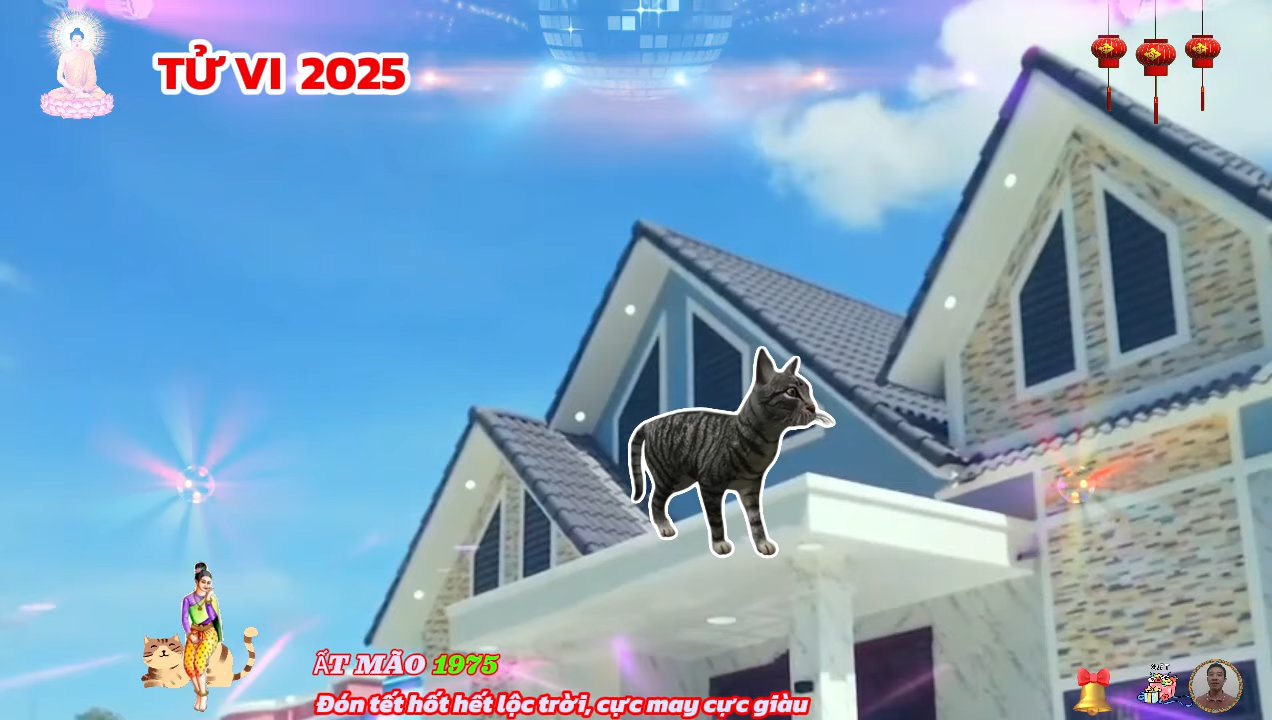 TỬ VI 2025
ẤT MÃO 1975
Đón tết hốt hết lộc trời, cực may cực giàu